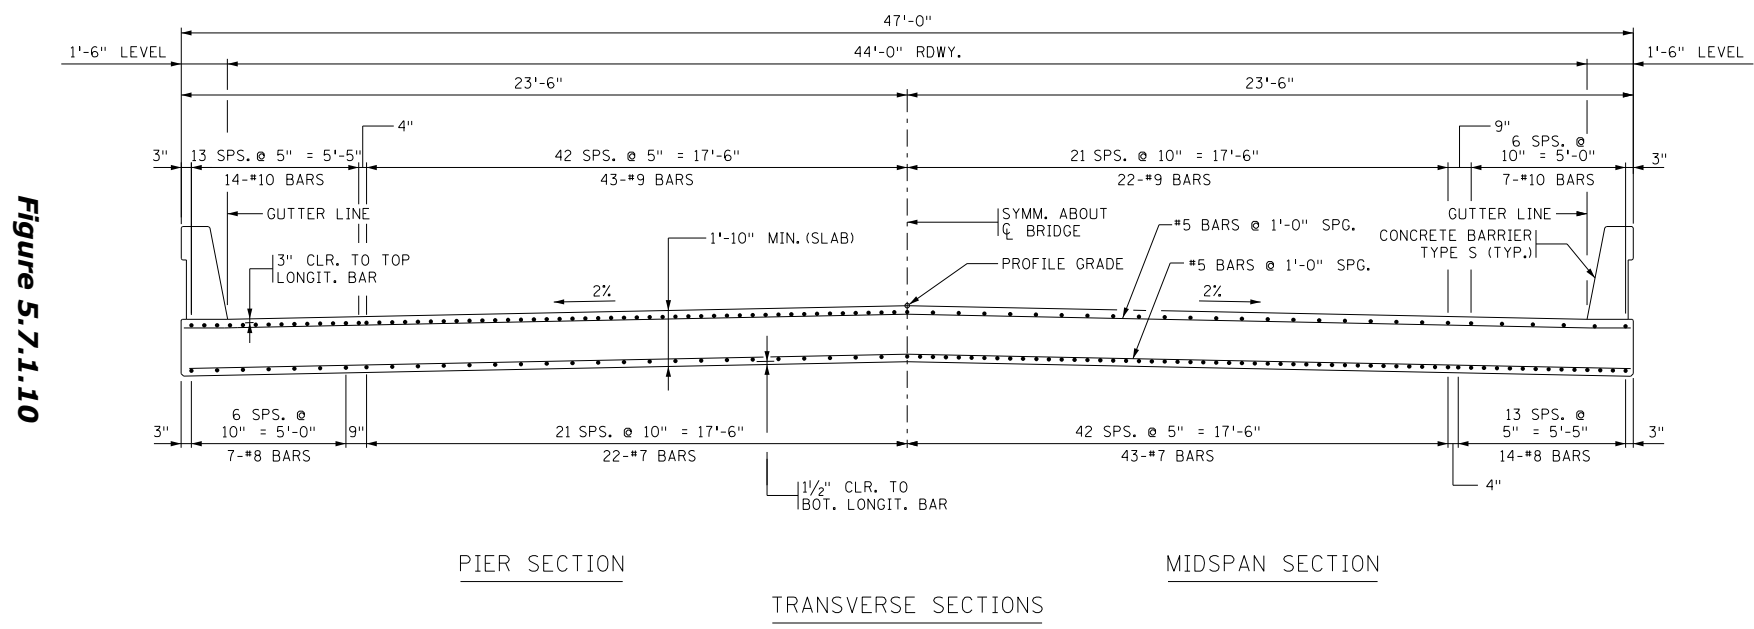 47'-0"
1'-6" LEVEL
44'-0" RDWY.
1'-6" LEVEL
23'-6"
23'-6"
4"
9"
3"
13 SPS. @ 5" = 5'-5"
42 SPS. @ 5" = 17'-6"
21 SPS. @ 10" = 17'-6"
6 SPS. @
10" = 5'-0"
3"
14-#10 BARS
43-#9 BARS
22-#9 BARS
7-#10 BARS
GUTTER LINE
SYMM. ABOUT
℄ BRIDGE
#5 BARS @ 1'-0" SPG.
GUTTER LINE
1'-10" MIN. (SLAB)
CONCRETE BARRIER
TYPE S (TYP.)
3" CLR. TO TOP
LONGIT. BAR
PROFILE GRADE
#5 BARS @ 1'-0" SPG.
2%
2%
3"
6 SPS. @
10" = 5'-0"
9"
21 SPS. @ 10" = 17'-6"
42 SPS. @ 5" = 17'-6"
13 SPS. @
5" = 5'-5"
3"
7-#8 BARS
22-#7 BARS
43-#7 BARS
14-#8 BARS
4"
1½" CLR. TO
BOT. LONGIT. BAR
PIER SECTION
MIDSPAN SECTION
TRANSVERSE SECTIONS
Figure 5.7.1.10